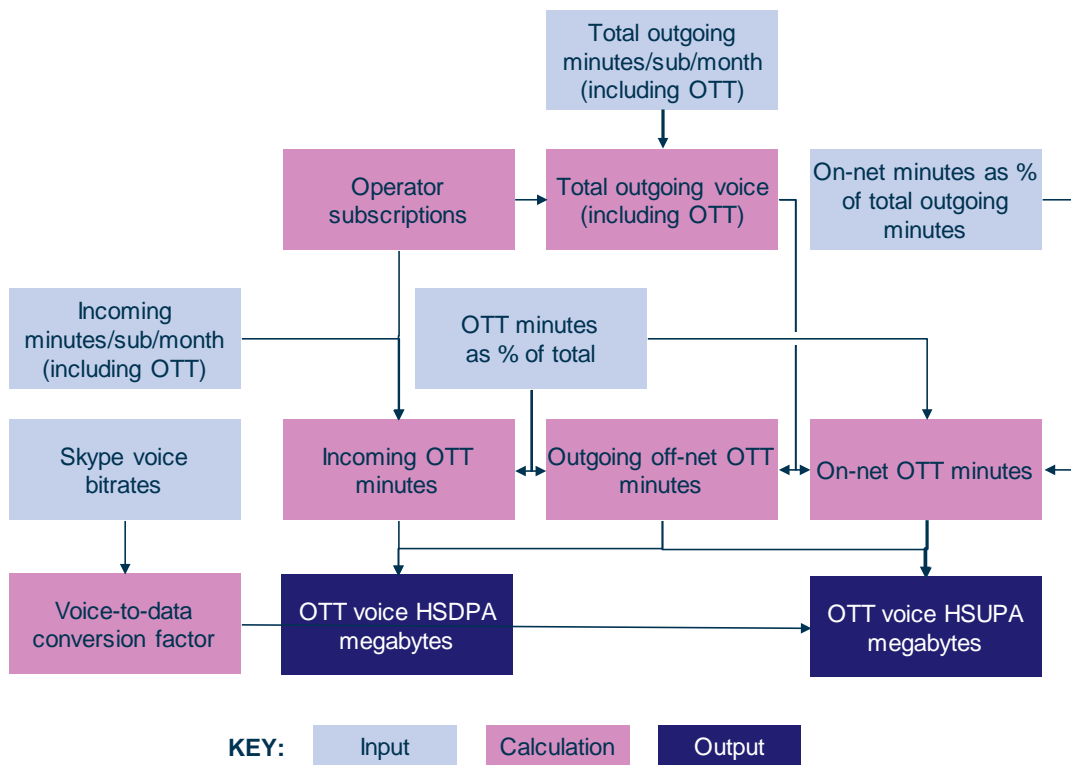 Total outgoing
minutes/sub/month
(including OTT)
Operator
subscriptions
Total outgoing voice
(including OTT)
On-net minutes as %
of total outgoing
minutes
Incoming
minutes/sub/month
(including OTT)
OTT minutes
as % of total
Skype voice
bitrates
Incoming OTT
minutes
Outgoing off-net OTT
minutes
On-net OTT minutes
Voice-to-data
conversion factor
OTT voice HSDPA
megabytes
OTT voice HSUPA
megabytes
KEY:
Input
Calculation
Output